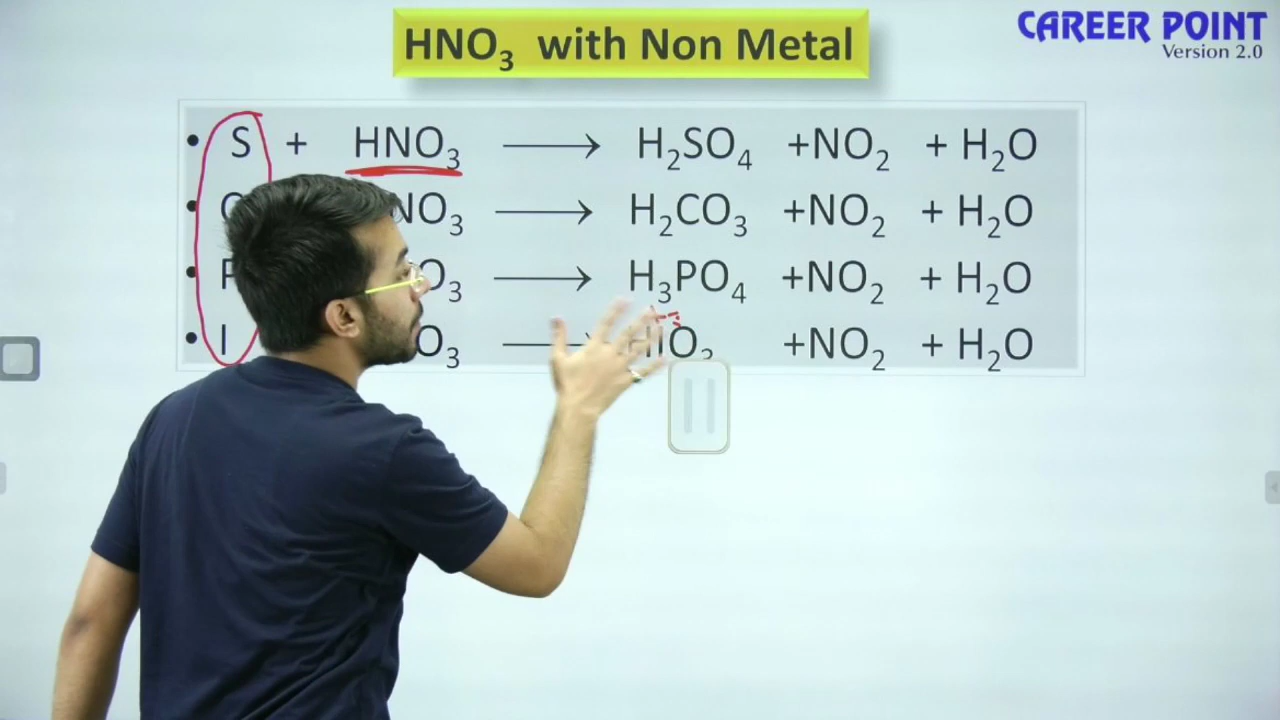 HNO₃ with Non Metal
CAREER POINT
Version 2.0
• S + HNO₃ ⟶ H₂SO₄ +NO₂ + H₂O
• NO₃ ⟶ H₂CO₃ +NO₂ + H₂O
• O₃ ⟶ H₃PO₄ +NO₂ + H₂O
• I O₃ ⟶ HIO₃ +NO₂ + H₂O